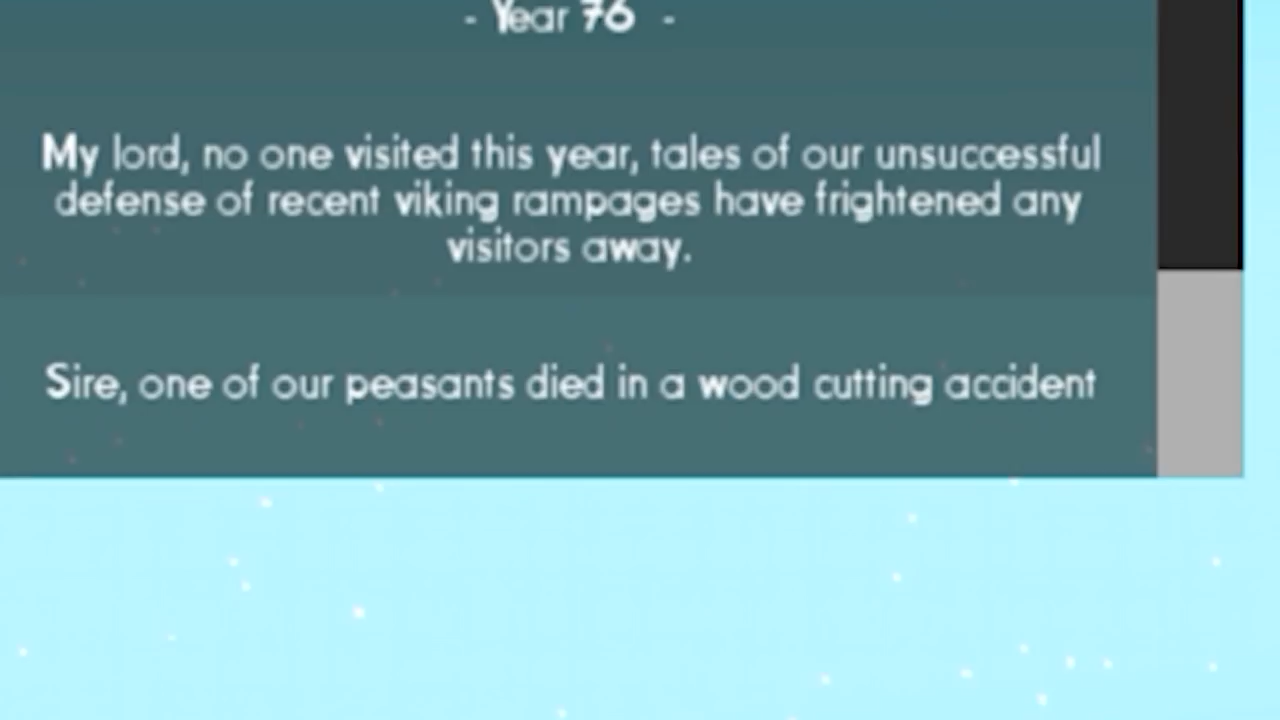 - Year 76 -
My lord, no one visited this year, tales of our unsuccessful
defense of recent viking rampages have frightened any
visitors away.
Sire, one of our peasants died in a wood cutting accident